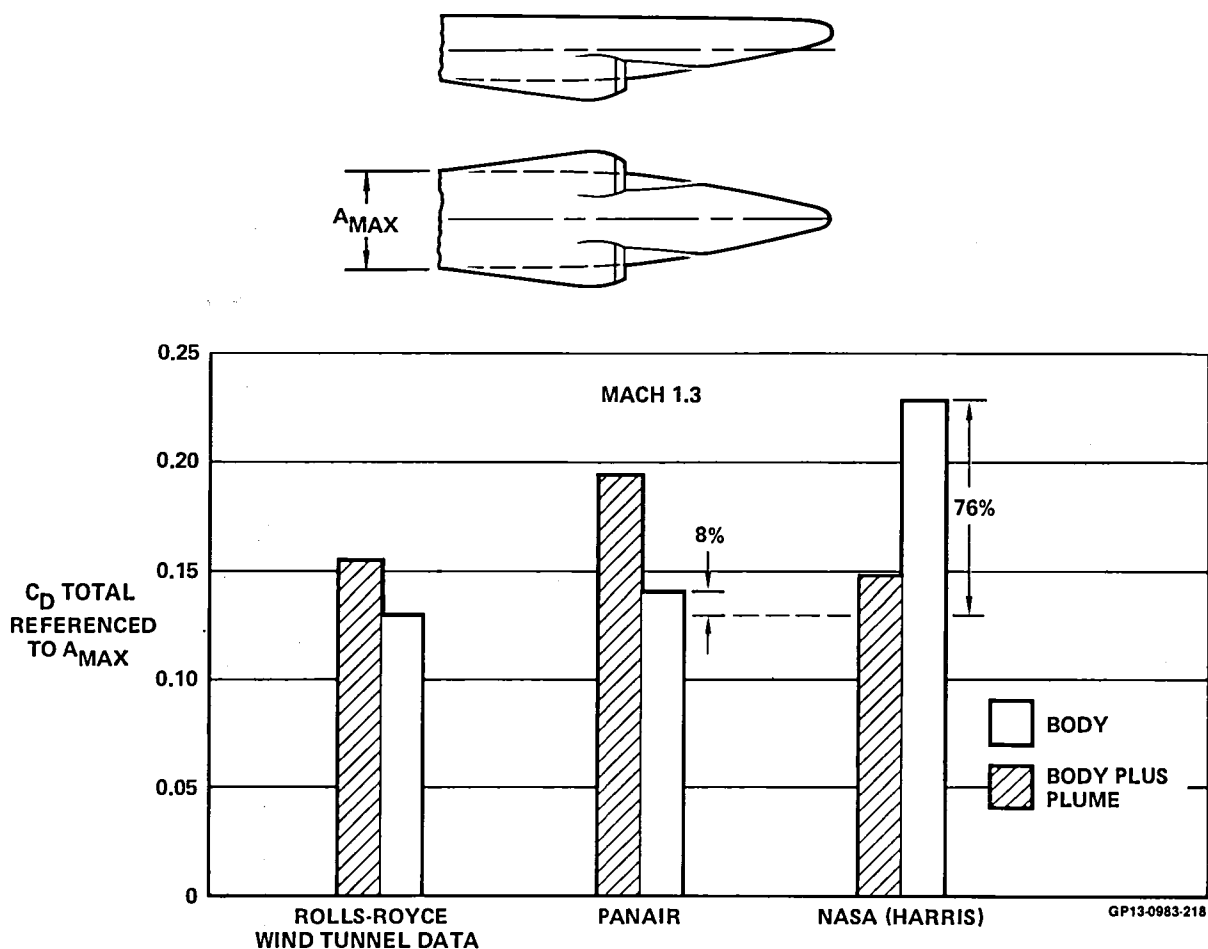 AMAX
0.25
0.20
0.15
0.10
0.05
0
CD TOTAL
REFERENCED
TO AMAX
MACH 1.3
8%
76%
BODY
BODY PLUS
PLUME
ROLLS-ROYCE
WIND TUNNEL DATA
PANAIR
NASA (HARRIS)
GP13-0983-218